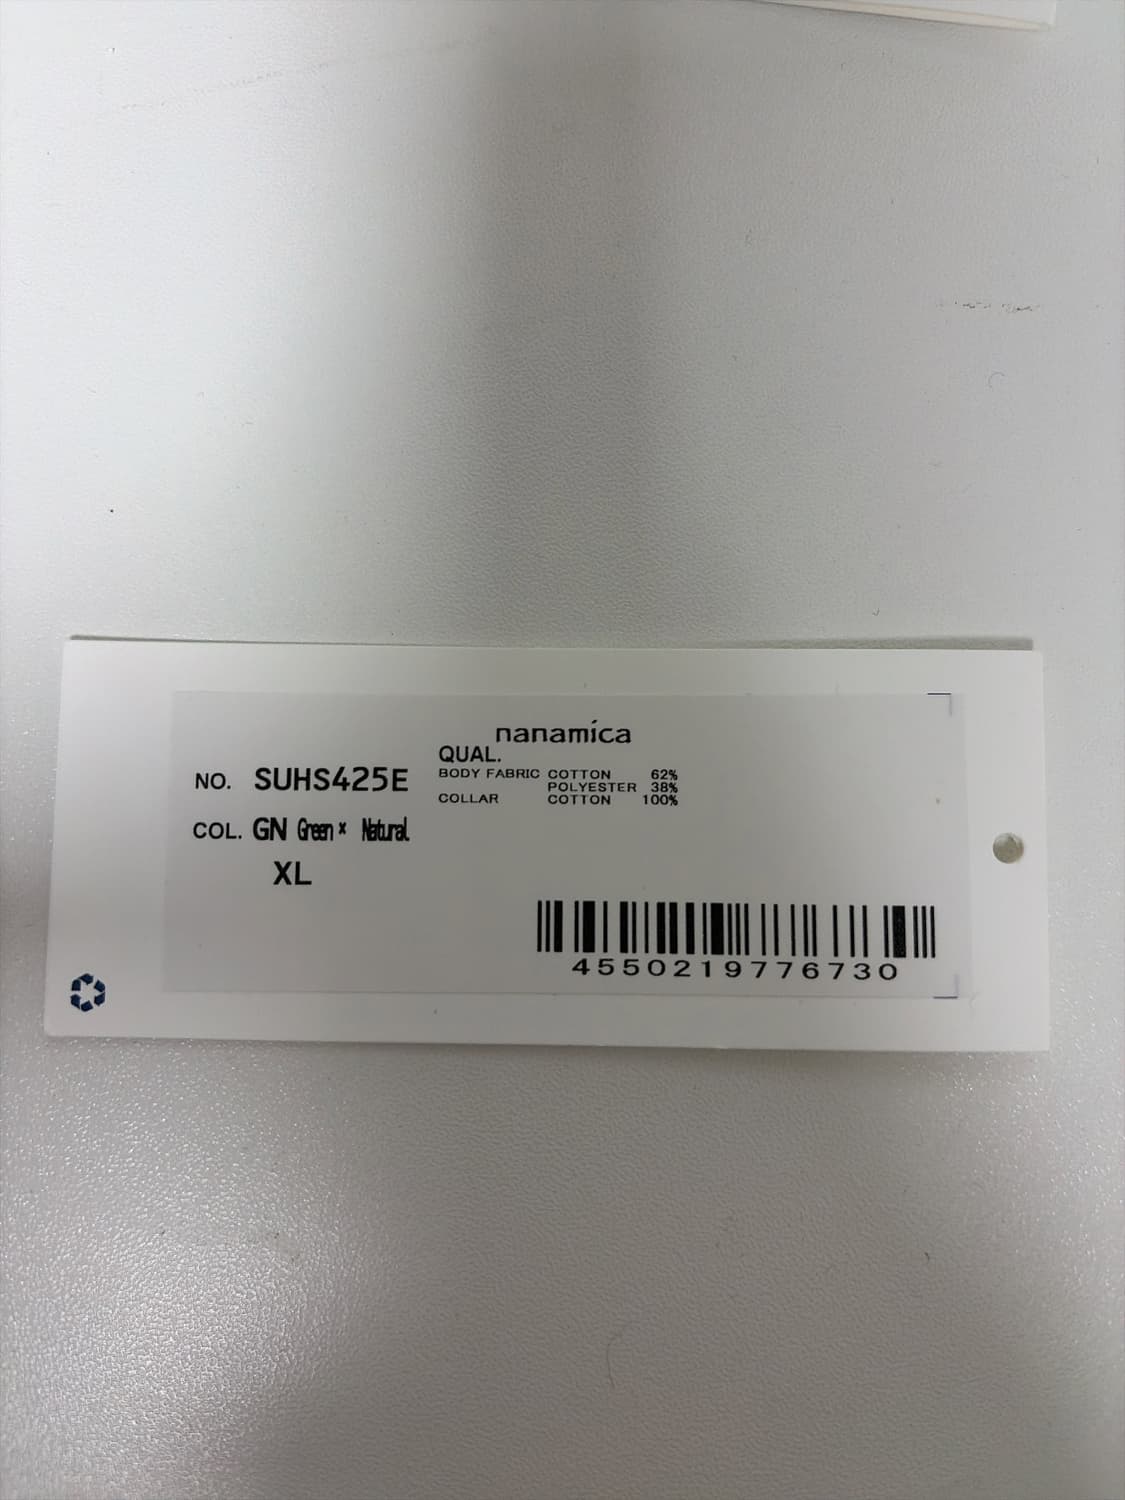 nanamica
NO. SUHS425E
COL. GN Green× Natural
XL
QUAL.
BODY FABRIC COTTON 62%
POLYESTER 38%
COLLAR COTTON 100%
4550219776730